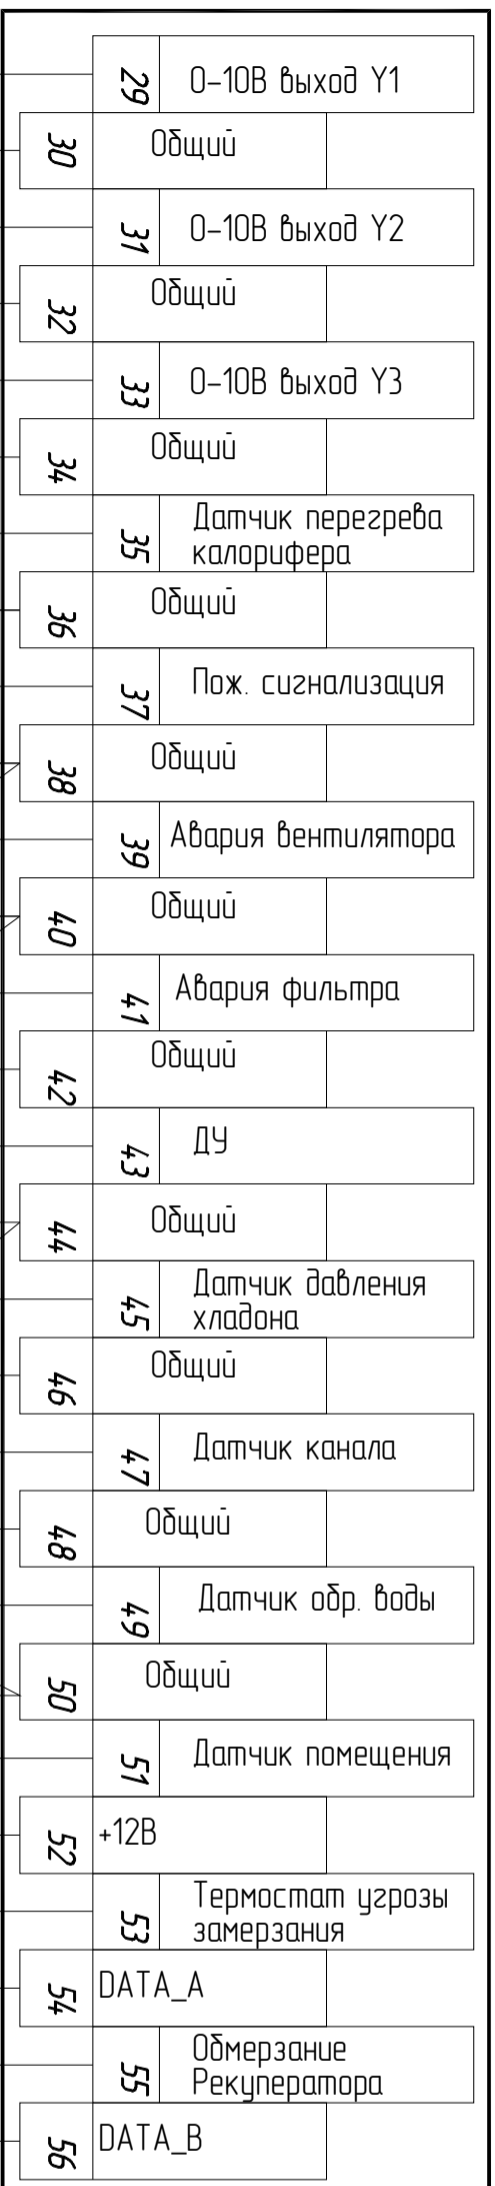 29 0-10В выход Y1
30 Общий
31 0-10В выход Y2
32 Общий
33 0-10В выход Y3
34 Общий
35 Датчик перегрева
калорифера
36 Общий
37 Пож. сигнализация
38 Общий
39 Авария вентилятора
40 Общий
41 Авария фильтра
42 Общий
43 ДУ
44 Общий
45 Датчик давления
хладона
46 Общий
47 Датчик канала
48 Общий
49 Датчик обр. воды
50 Общий
51 Датчик помещения
52 +12В
53 Термостат угрозы
замерзания
54 DATA_A
55 Обмерзание
Рекуператора
56 DATA_B